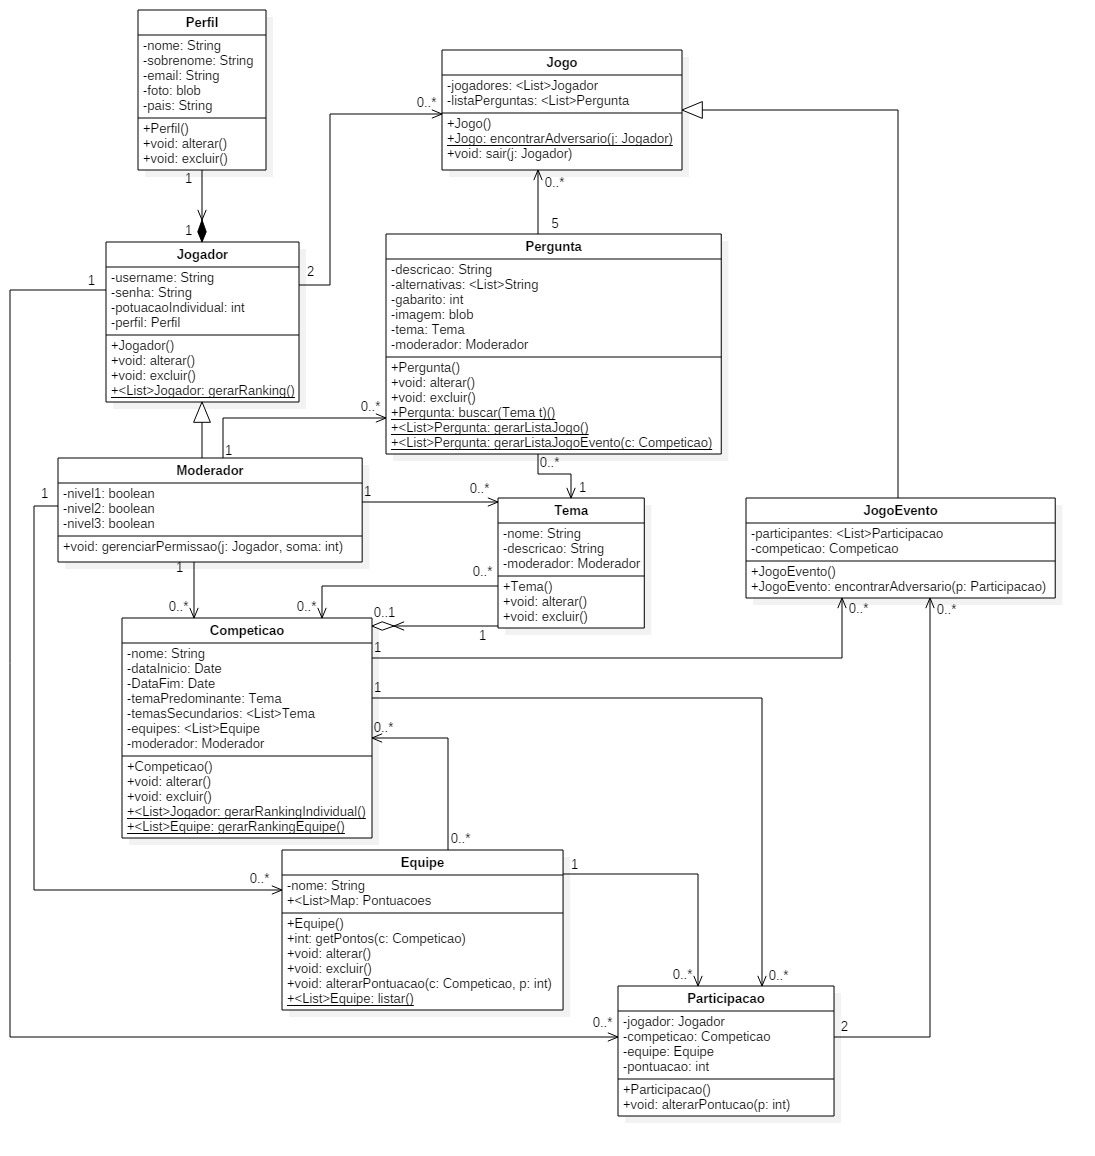 Perfil
-nome: String
-sobrenome: String
-email: String
-foto: blob
-pais: String
+Perfil()
+void: alterar()
+void: excluir()
1
1
Jogo
-jogadores: <List>Jogador
-listaPerguntas: <List>Pergunta
+Jogo()
+Jogo: encontrarAdversario(j: Jogador)
+void: sair(j: Jogador)
0..*
0..*
5
2
1
Jogador
-username: String
-senha: String
-potuacaoIndividual: int
-perfil: Perfil
+Jogador()
+void: alterar()
+void: excluir()
+<List>Jogador: gerarRanking()
Pergunta
-descricao: String
-alternativas: <List>String
-gabarito: int
-imagem: blob
-tema: Tema
-moderador: Moderador
+Pergunta()
+void: alterar()
+void: excluir()
+Pergunta: buscar(Tema t)()
+<List>Pergunta: gerarListaJogo()
+<List>Pergunta: gerarListaJogoEvento(c: Competicao)
0..*
1
0..*
1
Moderador
-nivel1: boolean
-nivel2: boolean
-nivel3: boolean
+void: gerenciarPermissao(j: Jogador, soma: int)
1
1
0..*
1
0..*
Tema
-nome: String
-descricao: String
-moderador: Moderador
+Tema()
+void: alterar()
+void: excluir()
0..*
0..*
0..1
1
JogoEvento
-participantes: <List>Participacao
-competicao: Competicao
+JogoEvento()
+JogoEvento: encontrarAdversario(p: Participacao)
0..*
0..*
Competicao
-nome: String
-dataInicio: Date
-DataFim: Date
-temaPredominante: Tema
-temasSecundarios: <List>Tema
-equipes: <List>Equipe
-moderador: Moderador
+Competicao()
+void: alterar()
+void: excluir()
+<List>Jogador: gerarRankingIndividual()
+<List>Equipe: gerarRankingEquipe()
1
1
0..*
0..*
0..*
Equipe
-nome: String
+<List>Map: Pontuacoes
+Equipe()
+int: getPontos(c: Competicao)
+void: alterar()
+void: excluir()
+void: alterarPontuacao(c: Competicao, p: int)
+<List>Equipe: listar()
1
0..*
0..*
0..*
Participacao
-jogador: Jogador
-competicao: Competicao
-equipe: Equipe
-pontuacao: int
+Participacao()
+void: alterarPontucao(p: int)
2